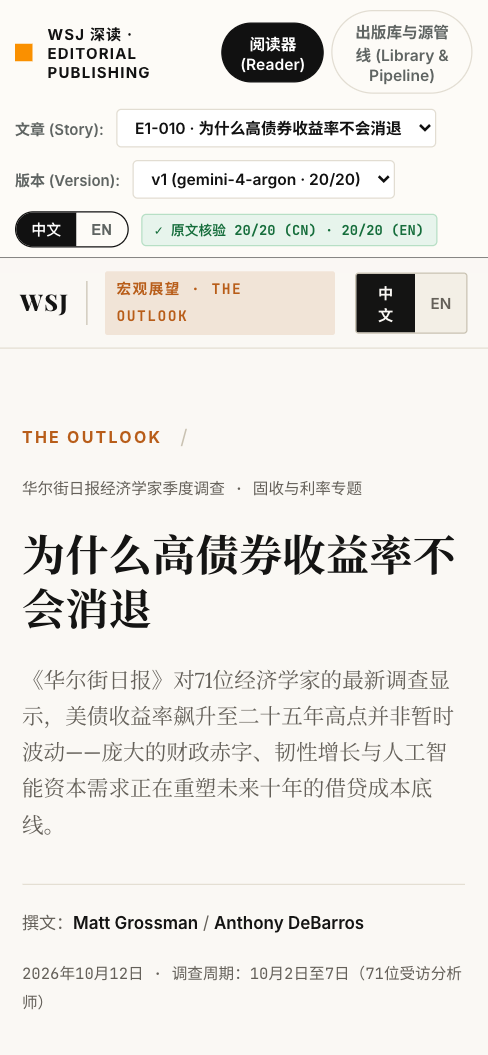 WSJ 深读 ·
EDITORIAL
PUBLISHING
阅读器
(Reader)
出版库与源管
线 (Library &
Pipeline)
文章 (Story):
E1-010 · 为什么高债券收益率不会消退
版本 (Version):
v1 (gemini-4-argon · 20/20)
中文
EN
✓ 原文核验 20/20 (CN) · 20/20 (EN)
WSJ
宏观展望 · THE
OUTLOOK
中
文
EN
THE OUTLOOK /
华尔街日报经济学家季度调查 · 固收与利率专题
为什么高债券收益率不
会消退
《华尔街日报》对71位经济学家的最新调查显
示，美债收益率飙升至二十五年高点并非暂时
波动——庞大的财政赤字、韧性增长与人工智
能资本需求正在重塑未来十年的借贷成本底
线。
撰文：Matt Grossman / Anthony DeBarros
2026年10月12日 · 调查周期：10月2日至7日（71位受访分析
师）